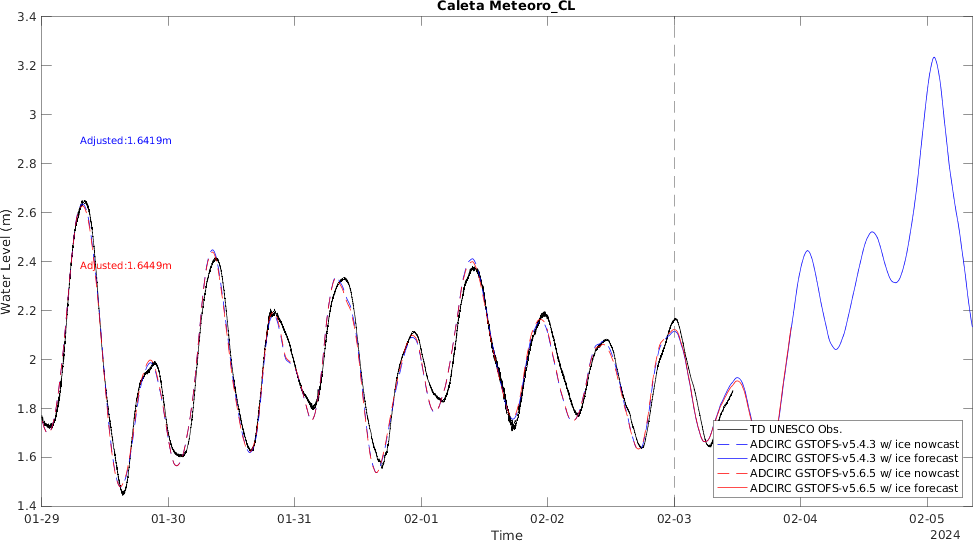 Caleta Meteoro_CL
3.4
3.2
3
2.8
2.6
2.4
2.2
2
1.8
1.6
1.4
Water Level (m)
Adjusted:1.6419m
Adjusted:1.6449m
TD UNESCO Obs.
ADCIRC GSTOFS-v5.4.3 w/ ice nowcast
ADCIRC GSTOFS-v5.4.3 w/ ice forecast
ADCIRC GSTOFS-v5.6.5 w/ ice nowcast
ADCIRC GSTOFS-v5.6.5 w/ ice forecast
01-29 01-30 01-31 02-01 02-02 02-03 02-04 02-05
Time
2024